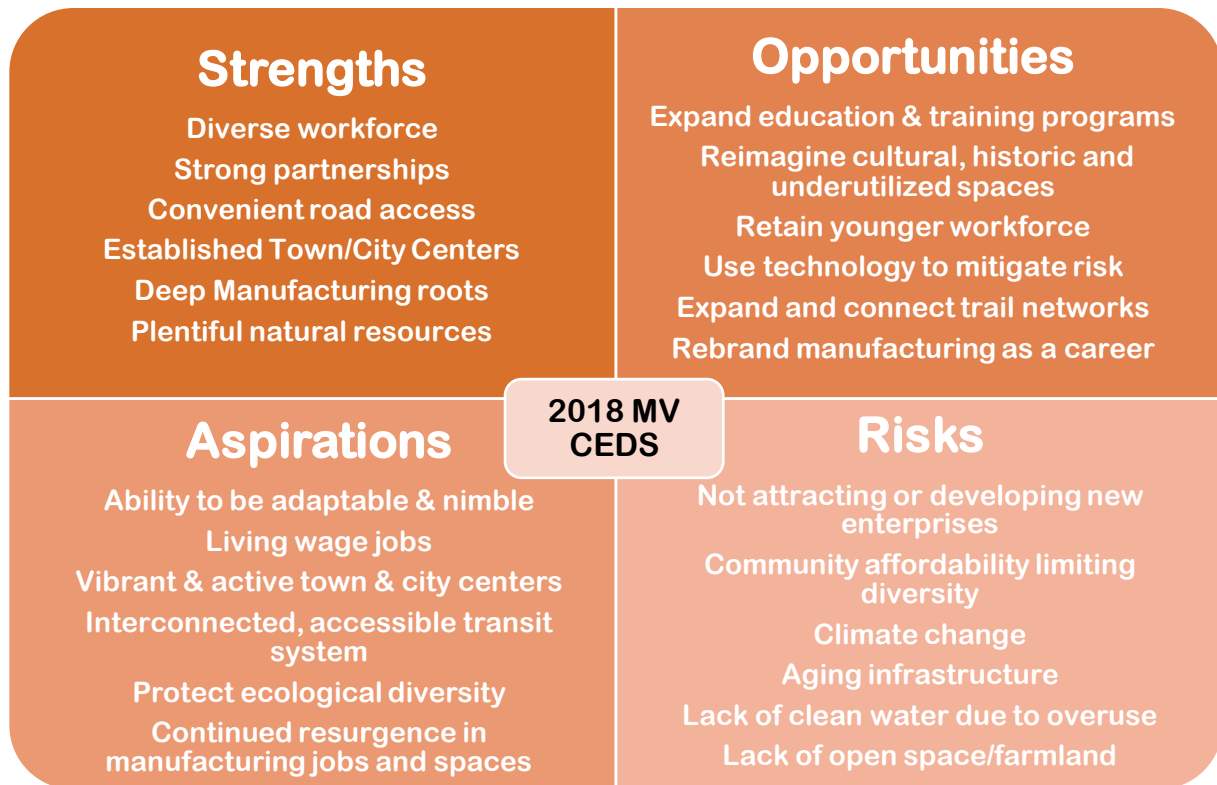 Strengths
Diverse workforce
Strong partnerships
Convenient road access
Established Town/City Centers
Deep Manufacturing roots
Plentiful natural resources
Opportunities
Expand education & training programs
Reimagine cultural, historic and
underutilized spaces
Retain younger workforce
Use technology to mitigate risk
Expand and connect trail networks
Rebrand manufacturing as a career
2018 MV
CEDS
Aspirations
Ability to be adaptable & nimble
Living wage jobs
Vibrant & active town & city centers
Interconnected, accessible transit
system
Protect ecological diversity
Continued resurgence in
manufacturing jobs and spaces
Risks
Not attracting or developing new
enterprises
Community affordability limiting
diversity
Climate change
Aging infrastructure
Lack of clean water due to overuse
Lack of open space/farmland